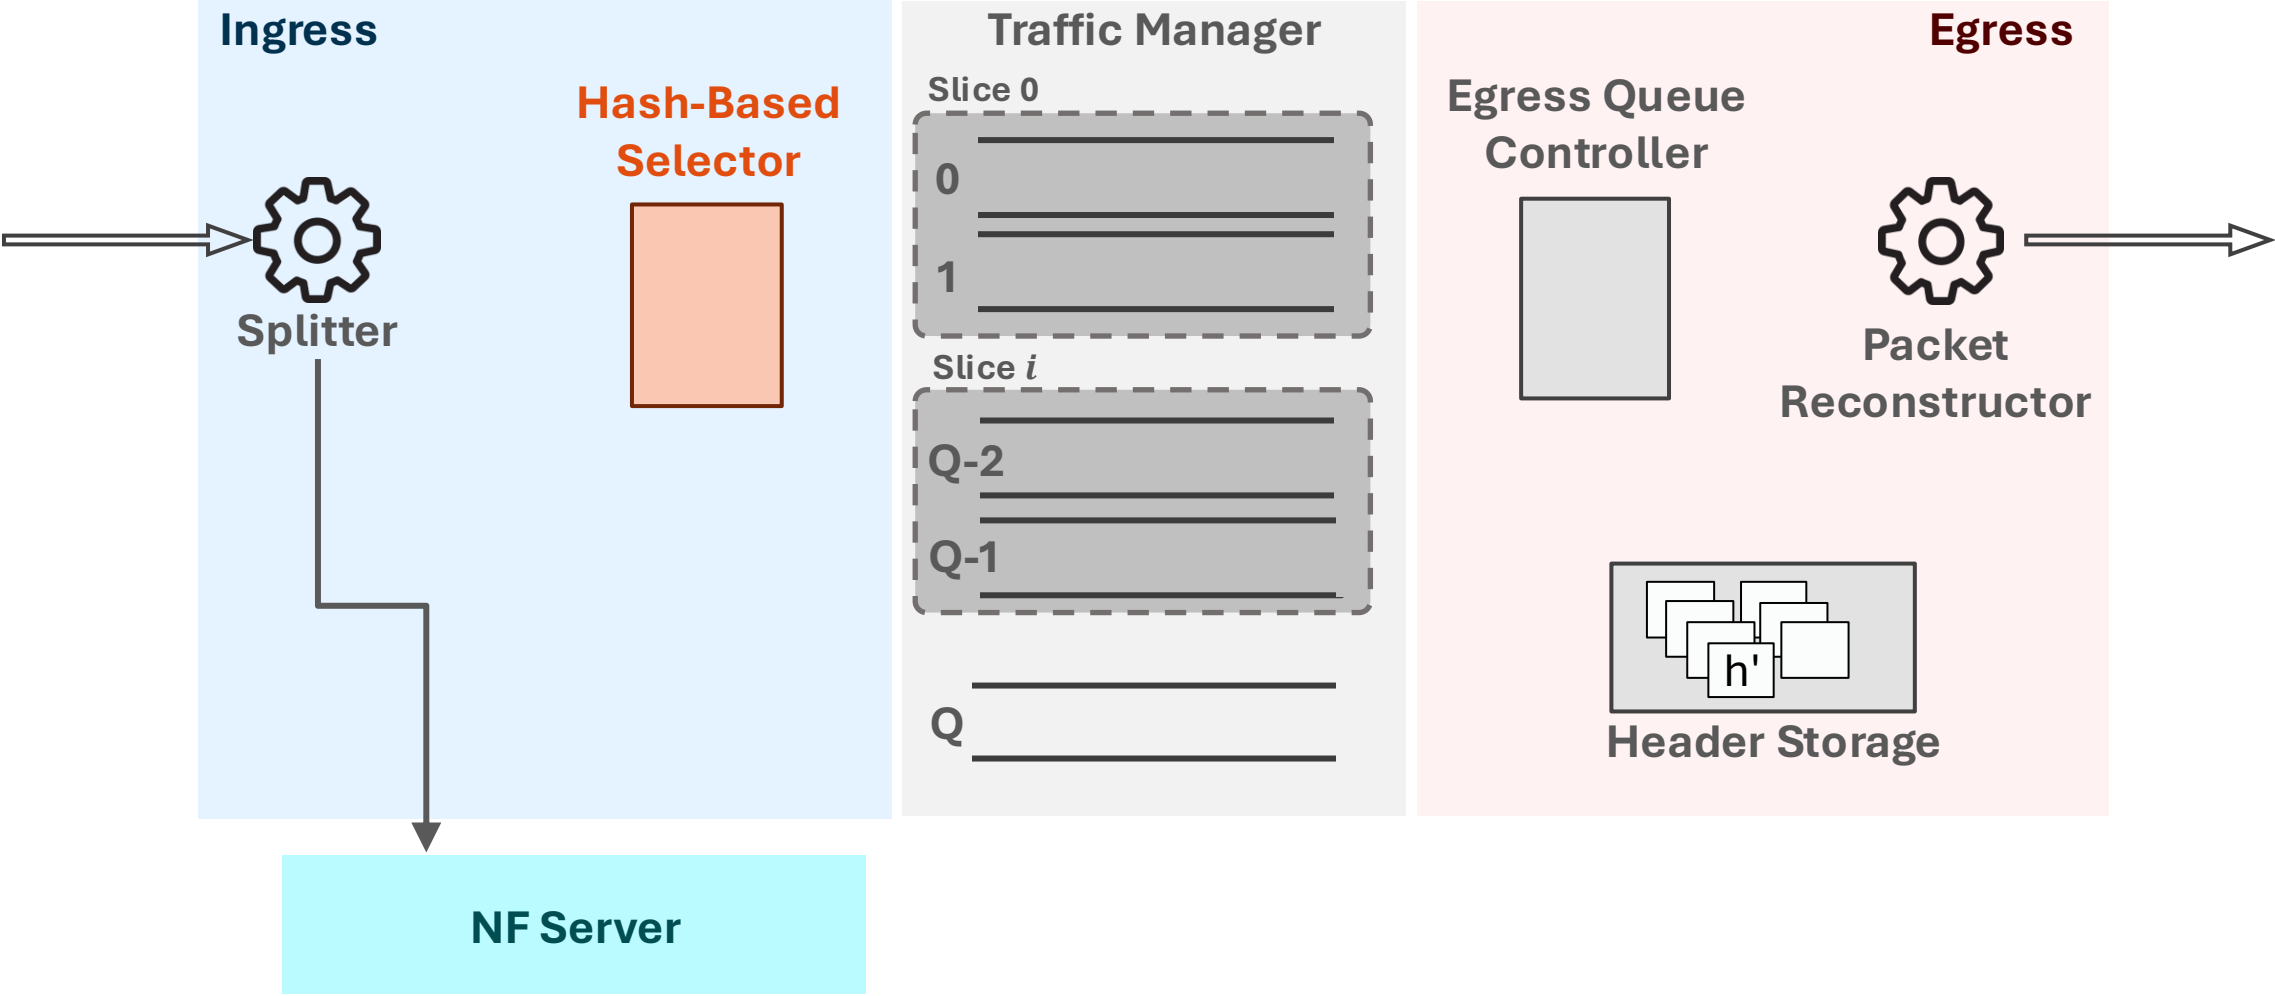 Ingress
Traffic Manager
Egress
Hash-Based
Selector
Splitter
Slice 0
0
1
Slice i
Q-2
Q-1
Q
Egress Queue
Controller
Packet
Reconstructor
h'
Header Storage
NF Server